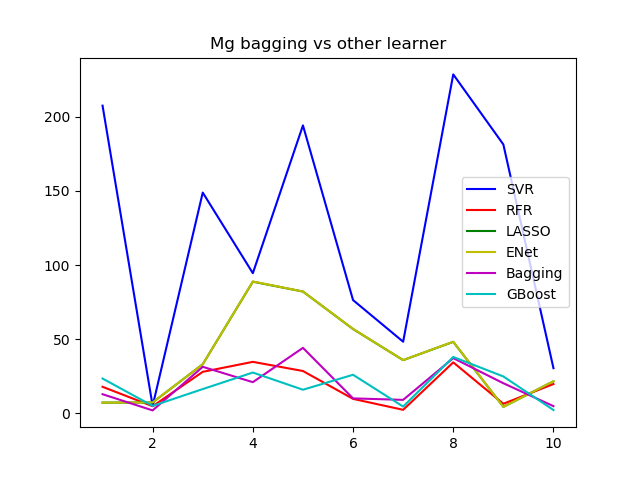 Mg bagging vs other learner
200
150
100
50
0
SVR
RFR
LASSO
ENet
Bagging
GBoost
2 4 6 8 10